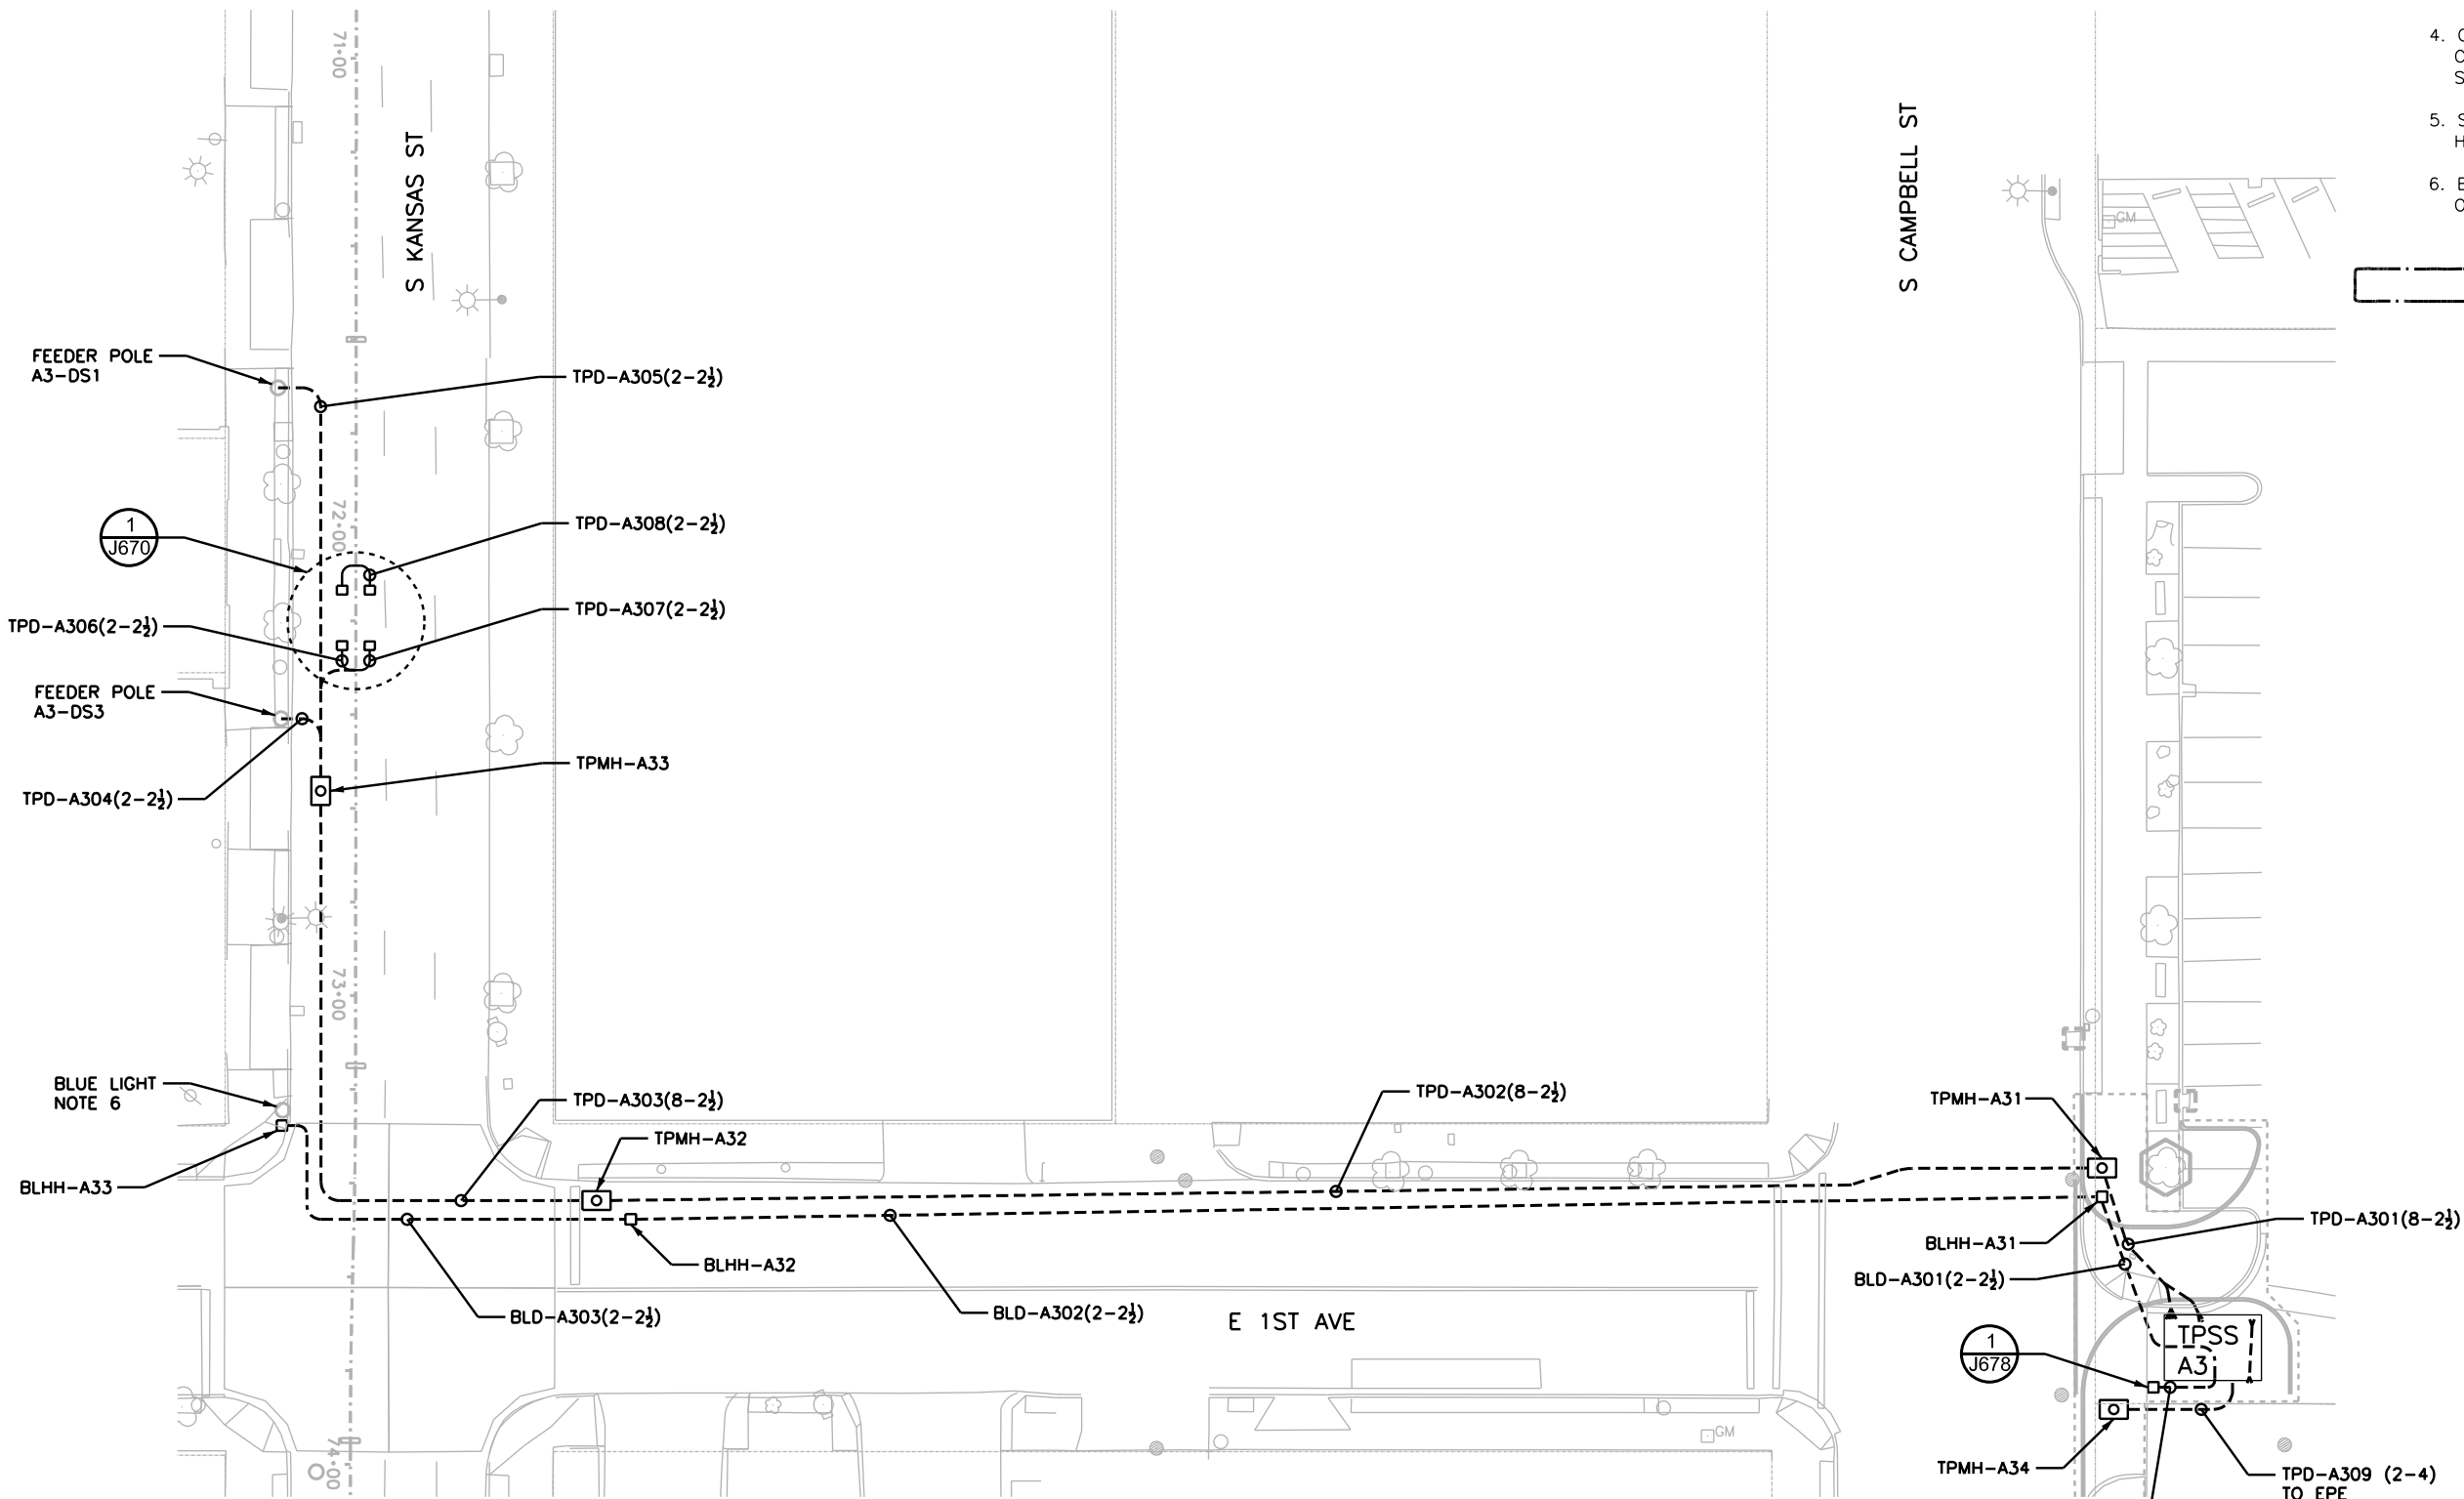 4. 
5. S
6. 
71+00
S KANSAS ST
S CAMPBELL ST
GM
FEEDER POLE
A3-DS1
TPD-A305(2-2½)
72+00
1
J670
TPD-A308(2-2½)
TPD-A307(2-2½)
TPD-A306(2-2½)
FEEDER POLE
A3-DS3
TPMH-A33
TPD-A304(2-2½)
73+00
BLUE LIGHT
NOTE 6
TPD-A303(8-2½)
TPD-A302(8-2½)
TPMH-A31
TPMH-A32
BLHH-A33
TPD-A301(8-2½)
BLHH-A31
BLHH-A32
BLD-A301(2-2½)
BLD-A303(2-2½)
BLD-A302(2-2½)
E 1ST AVE
TPSS
A3
1
J678
GM
74+00
TPMH-A34
TPD-A309 (2-4)
TO EPE